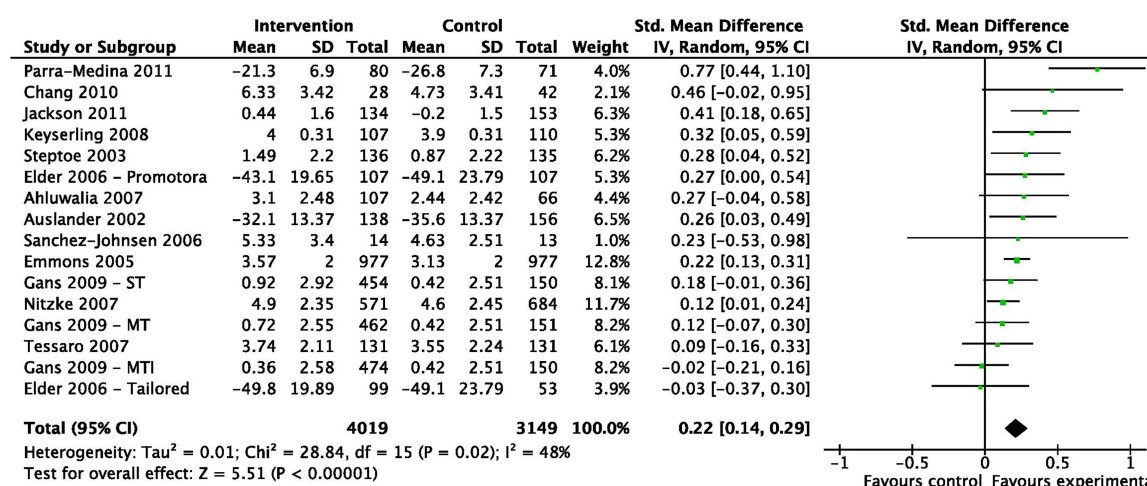 Intervention Control Std. Mean Difference Std. Mean Difference
Study or Subgroup Mean SD Total Mean SD Total Weight IV, Random, 95% CI IV, Random, 95% CI
Parra-Medina 2011 -21.3 6.9 80 -26.8 7.3 71 4.0% 0.77 [0.44, 1.10]
Chang 2010 6.33 3.42 28 4.73 3.41 42 2.1% 0.46 [-0.02, 0.95]
Jackson 2011 0.44 1.6 134 -0.2 1.5 153 6.3% 0.41 [0.18, 0.65]
Keyserling 2008 4 0.31 107 3.9 0.31 110 5.3% 0.32 [0.05, 0.59]
Steptoe 2003 1.49 2.2 136 0.87 2.22 135 6.2% 0.28 [0.04, 0.52]
Elder 2006 - Promotora -43.1 19.65 107 -49.1 23.79 107 5.3% 0.27 [0.00, 0.54]
Ahluwalia 2007 3.1 2.48 107 2.44 2.42 66 4.4% 0.27 [-0.04, 0.58]
Auslander 2002 -32.1 13.37 138 -35.6 13.37 156 6.5% 0.26 [0.03, 0.49]
Sanchez-Johnsen 2006 5.33 3.4 14 4.63 2.51 13 1.0% 0.23 [-0.53, 0.98]
Emmons 2005 3.57 2 977 3.13 2 977 12.8% 0.22 [0.13, 0.31]
Gans 2009 - ST 0.92 2.92 454 0.42 2.51 150 8.1% 0.18 [-0.01, 0.36]
Nitzke 2007 4.9 2.35 571 4.6 2.45 684 11.7% 0.12 [0.01, 0.24]
Gans 2009 - MT 0.72 2.55 462 0.42 2.51 151 8.2% 0.12 [-0.07, 0.30]
Tessaro 2007 3.74 2.11 131 3.55 2.24 131 6.1% 0.09 [-0.16, 0.33]
Gans 2009 - MTI 0.36 2.58 474 0.42 2.51 150 8.2% -0.02 [-0.21, 0.16]
Elder 2006 - Tailored -49.8 19.89 99 -49.1 23.79 53 3.9% -0.03 [-0.37, 0.30]
Total (95% CI) 4019 3149 100.0% 0.22 [0.14, 0.29]
Heterogeneity: Tau² = 0.01; Chi² = 28.84, df = 15 (P = 0.02); I² = 48%
Test for overall effect: Z = 5.51 (P < 0.00001)
-1 -0.5 0 0.5 1
Favours control Favours experiment